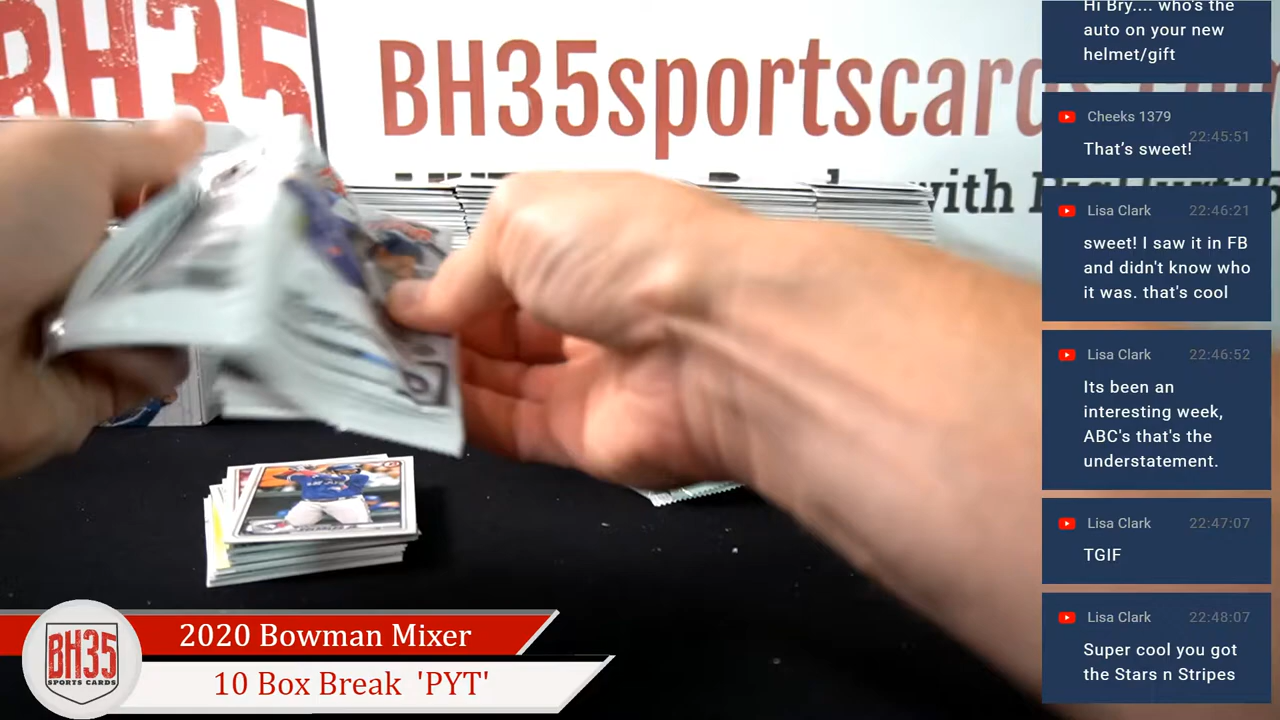 BH35
BH35sportscards
with
Hi Bry.... who's the
auto on your new
helmet/gift
Cheeks 1379
22:45:51
That's sweet!
Lisa Clark 22:46:21
sweet! I saw it in FB
and didn't know who
it was. that's cool
Lisa Clark 22:46:52
Its been an
interesting week,
ABC's that's the
understatement.
Lisa Clark 22:47:07
TGIF
Lisa Clark 22:48:07
Super cool you got
the Stars n Stripes
BH35
SPORTS CARDS
2020 Bowman Mixer
10 Box Break 'PYT'